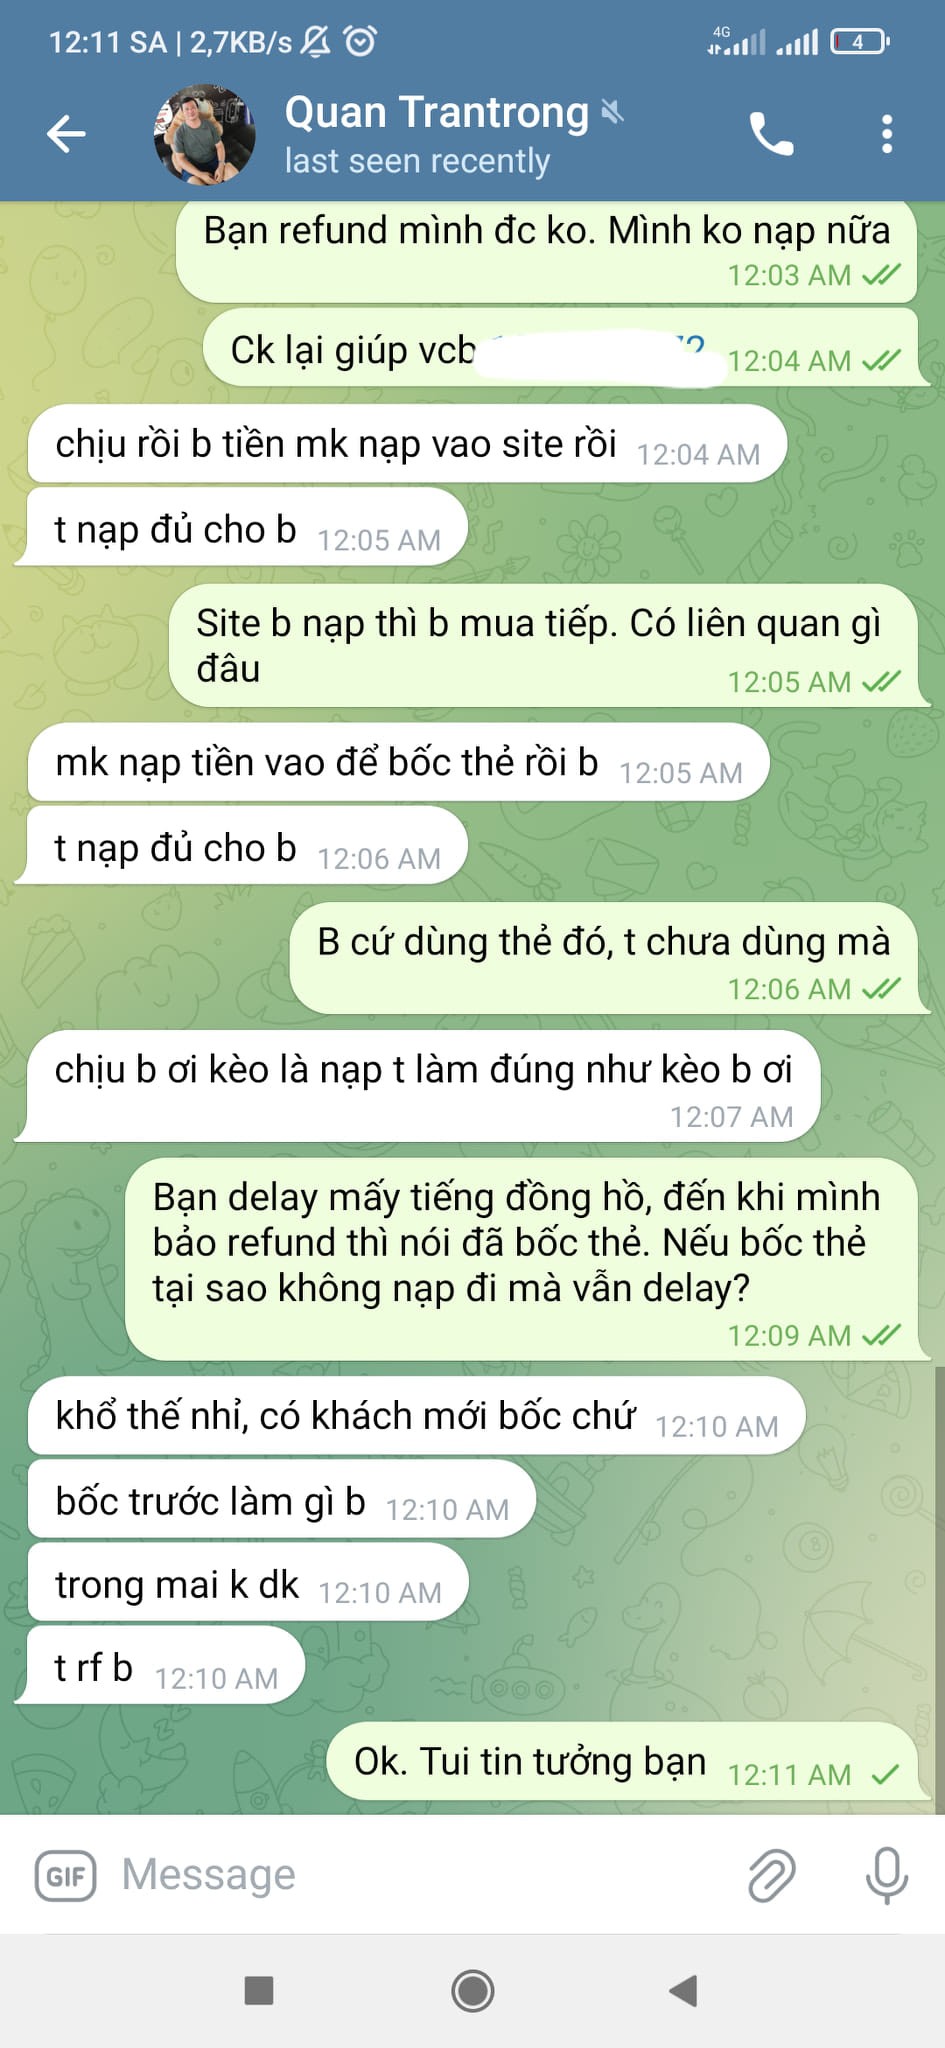 12:11 SA | 2,7KB/s
4G
4
Quan Trantrong
last seen recently
Bạn refund mình đc ko. Mình ko nạp nữa
12:03 AM
Ck lại giúp vcb
12:04 AM
chịu rồi b tiền mk nạp vao site rồi 12:04 AM
t nạp đủ cho b 12:05 AM
Site b nạp thì b mua tiếp. Có liên quan gì
đâu
12:05 AM
mk nạp tiền vao để bốc thẻ rồi b 12:05 AM
t nạp đủ cho b 12:06 AM
B cứ dùng thẻ đó, t chưa dùng mà
12:06 AM
chịu b ơi kèo là nạp t làm đúng như kèo b ơi
12:07 AM
Bạn delay mấy tiếng đồng hồ, đến khi mình
bảo refund thì nói đã bốc thẻ. Nếu bốc thẻ
tại sao không nạp đi mà vẫn delay?
12:09 AM
khổ thế nhỉ, có khách mới bốc chứ 12:10 AM
bốc trước làm gì b 12:10 AM
trong mai k dk 12:10 AM
t rf b 12:10 AM
Ok. Tui tin tưởng bạn 12:11 AM
GIF Message